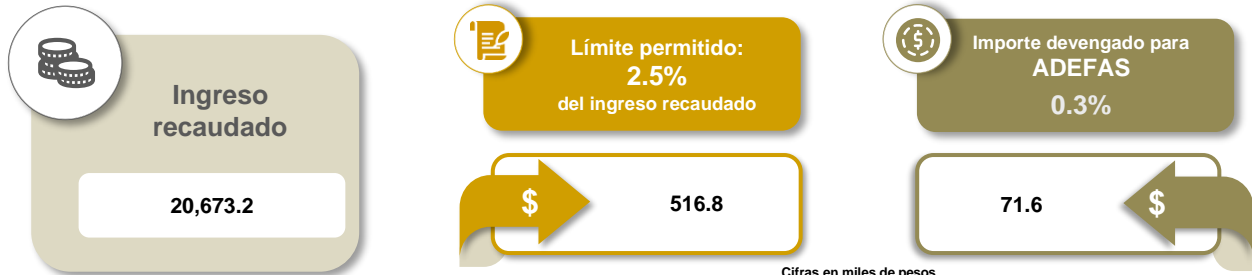 Ingreso
recaudado
20,673.2
Límite permitido:
2.5%
del ingreso recaudado
$ 516.8
Importe devengado para
ADEFAS
0.3%
71.6 $
Cifras en miles de pesos